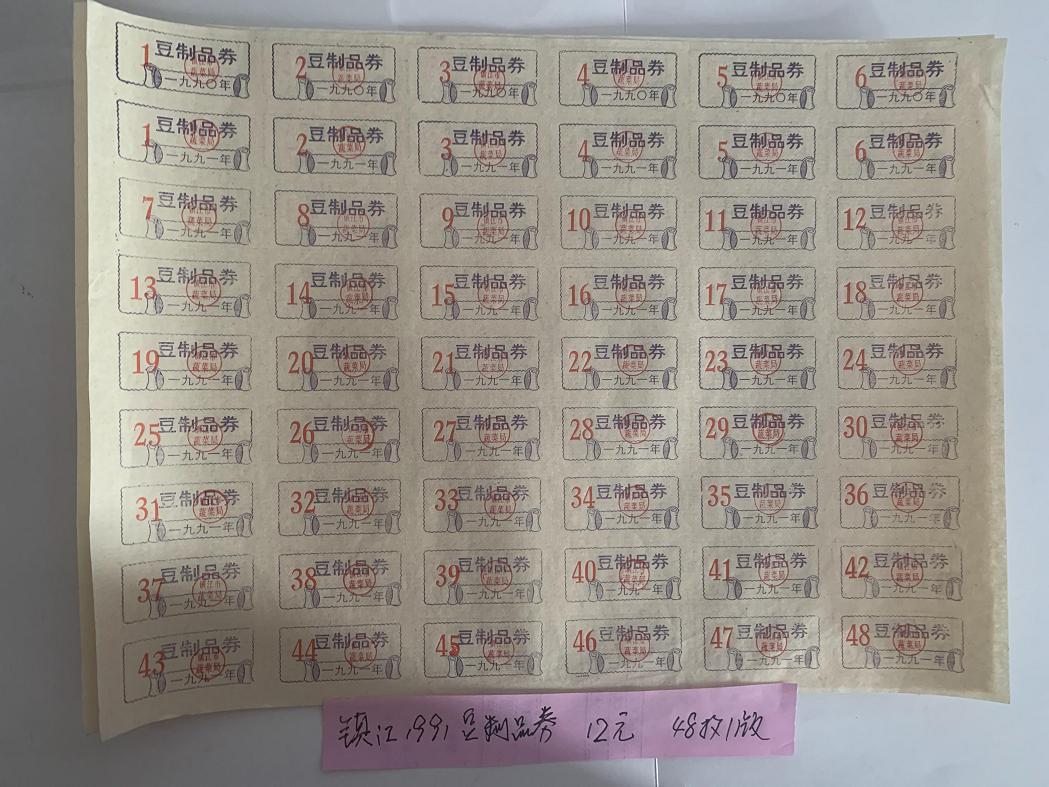 1 豆制品券 一九九〇年
2 豆制品券 一九九〇年
3 豆制品券 一九九〇年
4 豆制品券 一九九〇年
5 豆制品券 一九九〇年
6 豆制品券 一九九〇年
1 豆制品券 一九九一年
2 豆制品券 一九九一年
3 豆制品券 一九九一年
4 豆制品券 一九九一年
5 豆制品券 一九九一年
6 豆制品券 一九九一年
7 豆制品券 一九九一年
8 豆制品券 一九九一年
9 豆制品券 一九九一年
10 豆制品券 一九九一年
11 豆制品券 一九九一年
12 豆制品券 一九九一年
13 豆制品券 一九九一年
14 豆制品券 一九九一年
15 豆制品券 一九九一年
16 豆制品券 一九九一年
17 豆制品券 一九九一年
18 豆制品券 一九九一年
19 豆制品券 一九九一年
20 豆制品券 一九九一年
21 豆制品券 一九九一年
22 豆制品券 一九九一年
23 豆制品券 一九九一年
24 豆制品券 一九九一年
25 豆制品券 一九九一年
26 豆制品券 一九九一年
27 豆制品券 一九九一年
28 豆制品券 一九九一年
29 豆制品券 一九九一年
30 豆制品券 一九九一年
31 豆制品券 一九九一年
32 豆制品券 一九九一年
33 豆制品券 一九九一年
34 豆制品券 一九九一年
35 豆制品券 一九九一年
36 豆制品券 一九九一年
37 豆制品券 一九九一年
38 豆制品券 一九九一年
39 豆制品券 一九九一年
40 豆制品券 一九九一年
41 豆制品券 一九九一年
42 豆制品券 一九九一年
43 豆制品券 一九九一年
44 豆制品券 一九九一年
45 豆制品券 一九九一年
46 豆制品券 一九九一年
47 豆制品券 一九九一年
48 豆制品券 一九九一年
镇江1991豆制品券 12元 48枚1版